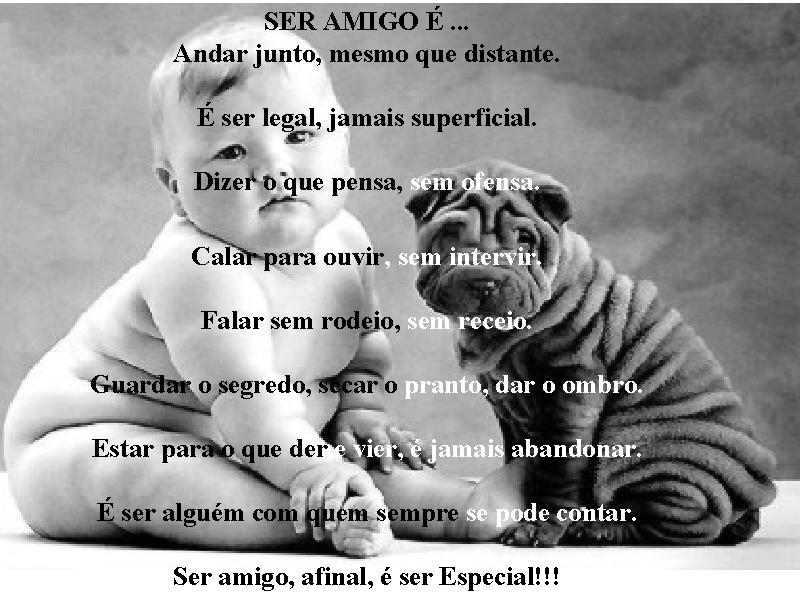 SER AMIGO É ...
Andar junto, mesmo que distante.
É ser legal, jamais superficial.
Dizer o que pensa, sem ofensa.
Calar para ouvir, sem intervir.
Falar sem rodeio, sem receio.
Guardar o segredo, secar o pranto, dar o ombro.
Estar para o que der e vier, é jamais abandonar.
É ser alguém com quem sempre se pode contar.
Ser amigo, afinal, é ser Especial!!!